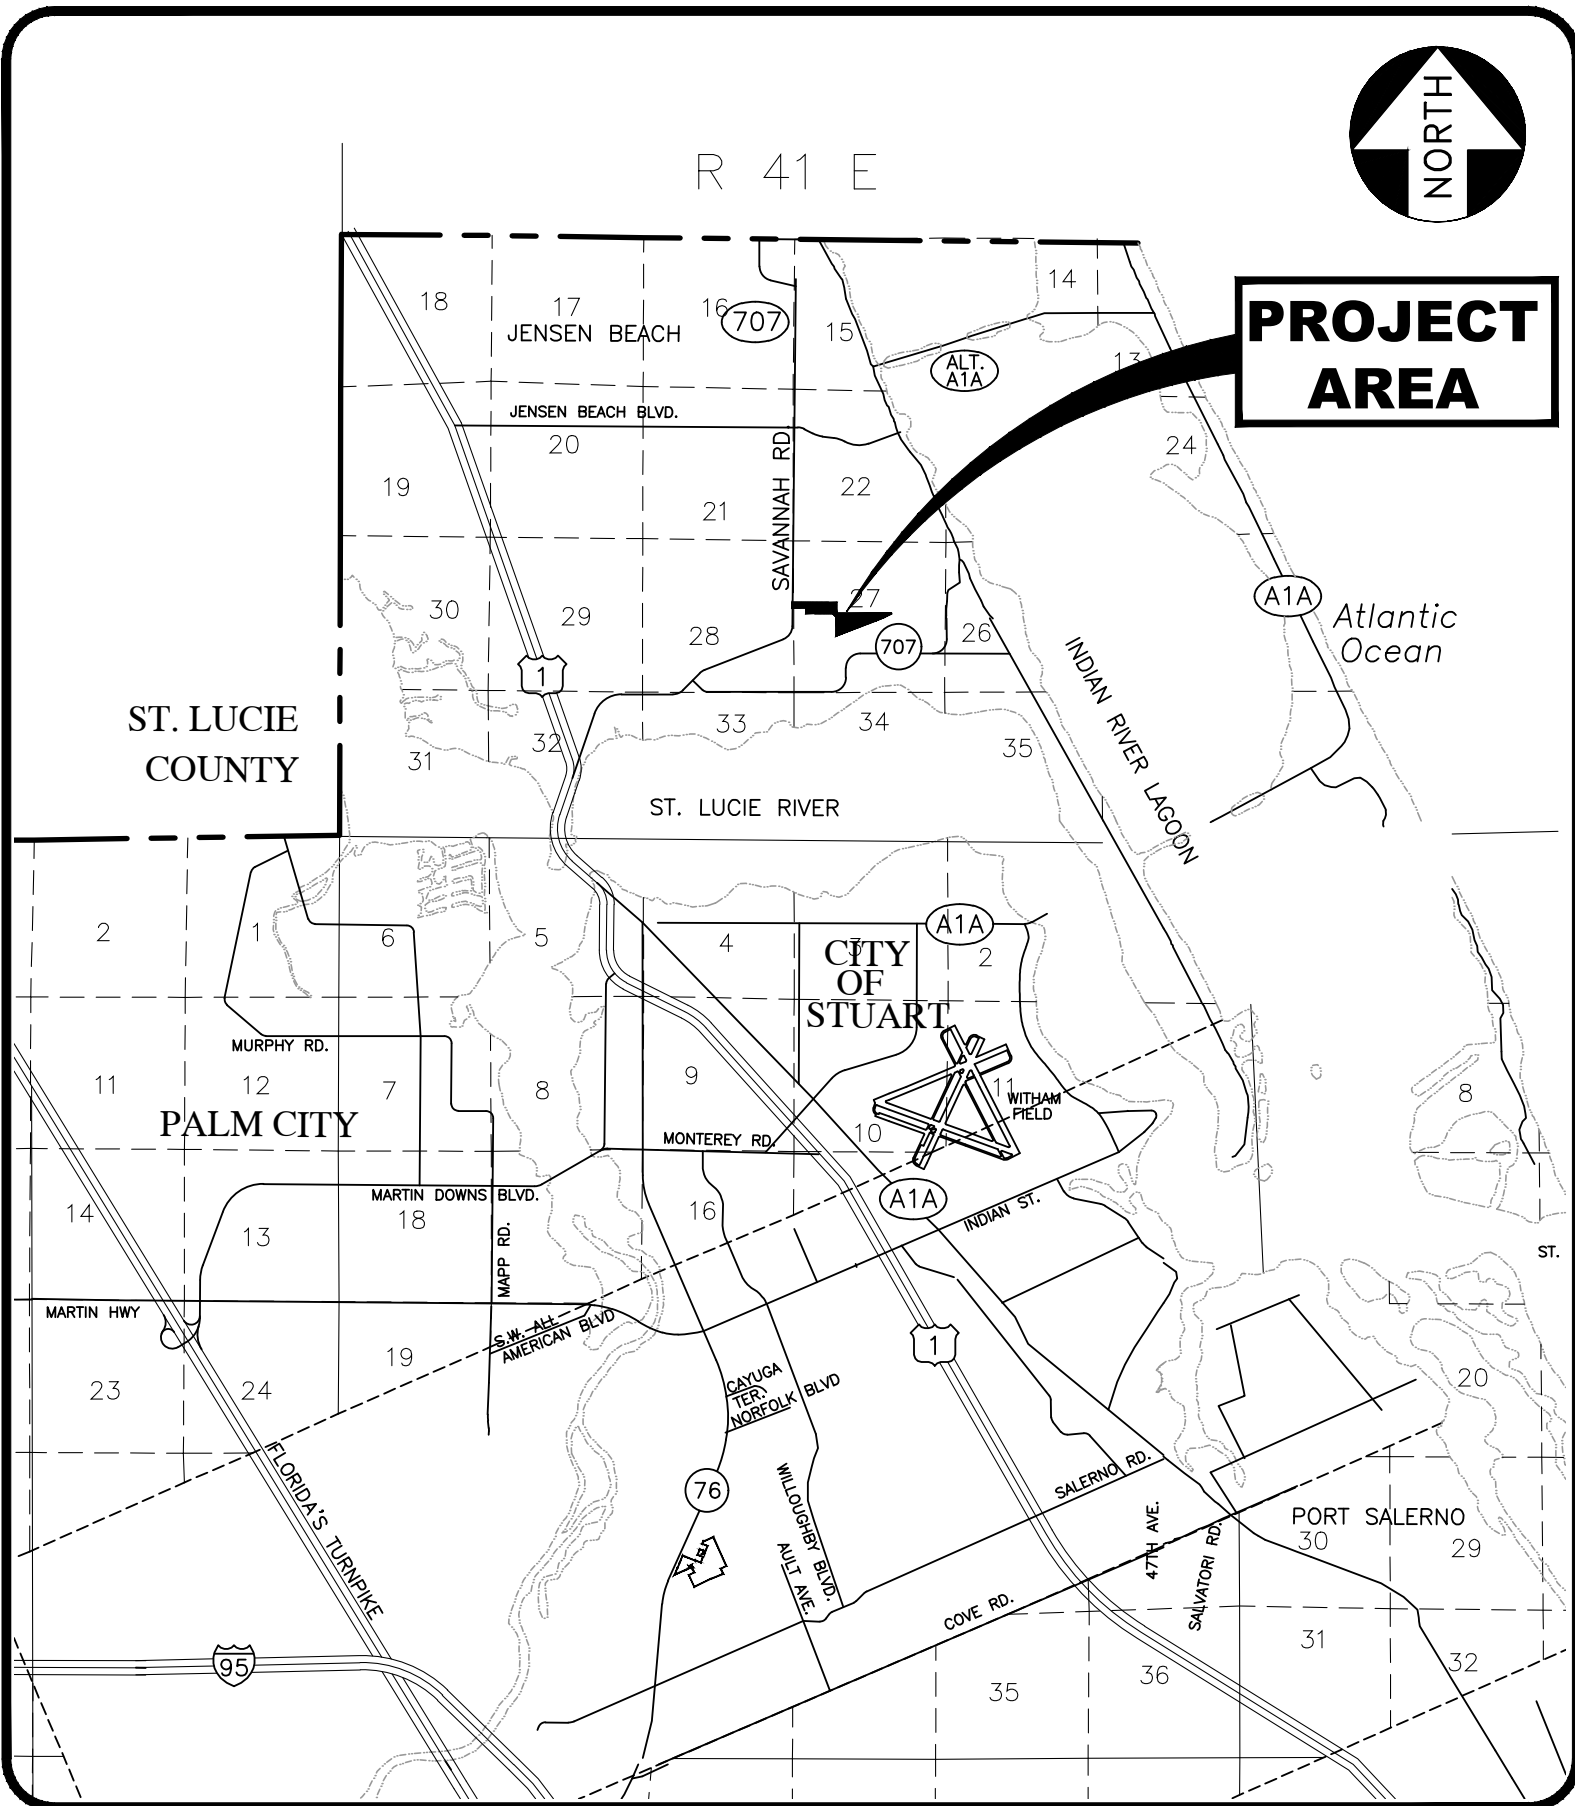 NORTH
R 41 E
PROJECT
AREA
14
18
17
16
707
15
JENSEN BEACH
ALT.
A1A
13
JENSEN BEACH BLVD.
20
24
19
21
SAVANNAH RD.
22
30
29
28
27
26
707
A1A
Atlantic
Ocean
1
INDIAN RIVER LAGOON
ST. LUCIE
COUNTY
31
32
33
34
35
ST. LUCIE RIVER
2
1
6
5
4
3
2
A1A
CITY
OF
STUART
MURPHY RD.
11
12
7
8
9
10
11
WITHAM
FIELD
8
PALM CITY
MONTEREY RD.
MARTIN DOWNS BLVD.
A1A
14
13
18
16
INDIAN ST.
MAPP RD.
ST.
MARTIN HWY
S.W. ALL
AMERICAN BLVD
1
23
24
19
CAYUGA
TER.
NORFOLK BLVD
20
FLORIDA'S TURNPIKE
76
WILLOUGHBY BLVD.
AULT AVE.
SALERNO RD.
47TH AVE.
SALVATORI RD.
PORT SALERNO
30
29
COVE RD.
95
31
32
35
36